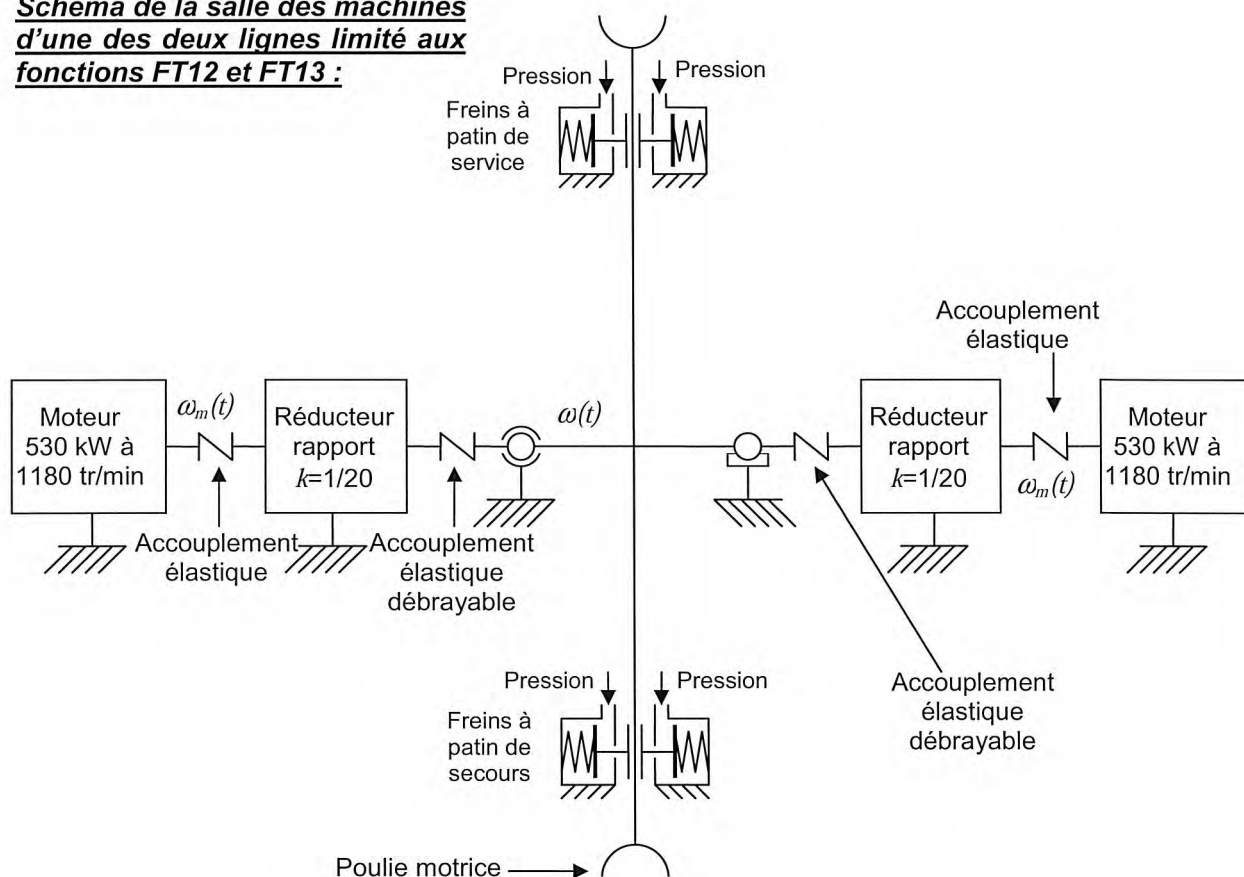 Schéma de la salle des machines
d'une des deux lignes limité aux
fonctions FT12 et FT13 :
Pression
Pression
Freins à
patin de
service
Accouplement
élastique
Moteur
530 kW à
1180 tr/min
ωm(t)
Réducteur
rapport
k=1/20
ω(t)
Réducteur
rapport
k=1/20
ωm(t)
Moteur
530 kW à
1180 tr/min
Accouplement
élastique
Accouplement
élastique
débrayable
Accouplement
élastique
débrayable
Pression
Pression
Freins à
patin de
secours
Poulie motrice